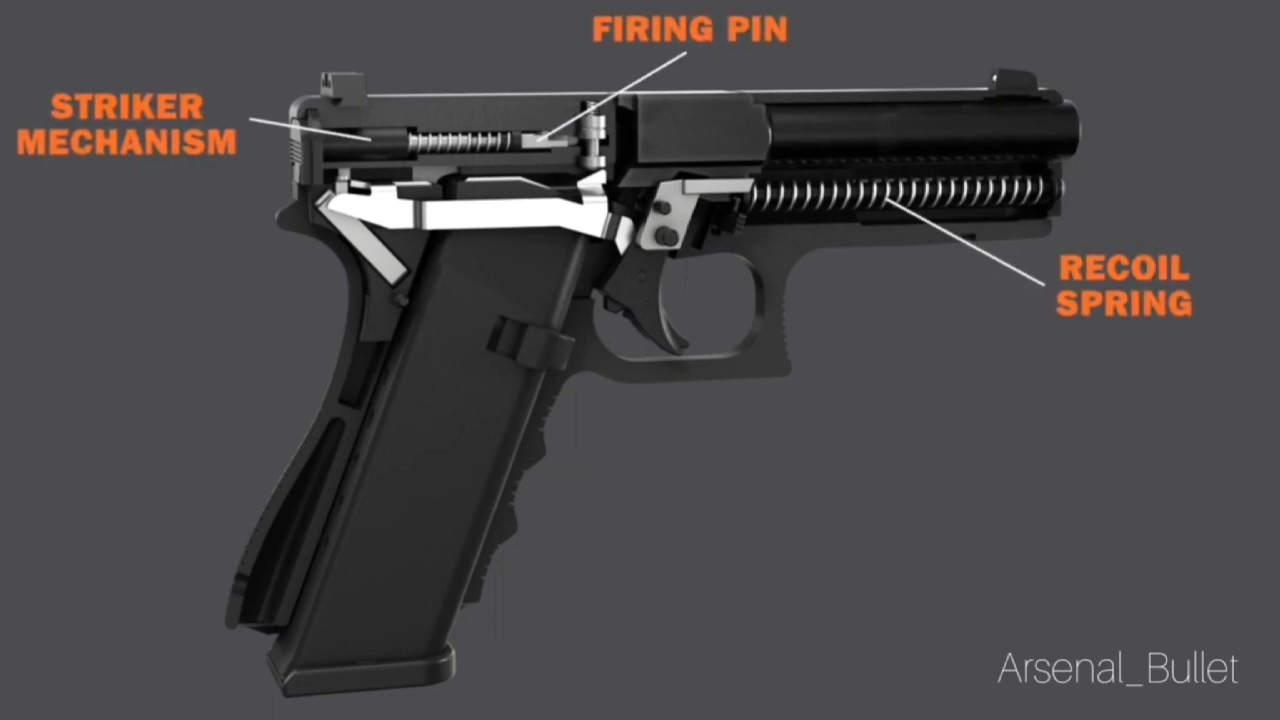 FIRING PIN
STRIKER
MECHANISM
RECOIL
SPRING
Arsenal_Bullet